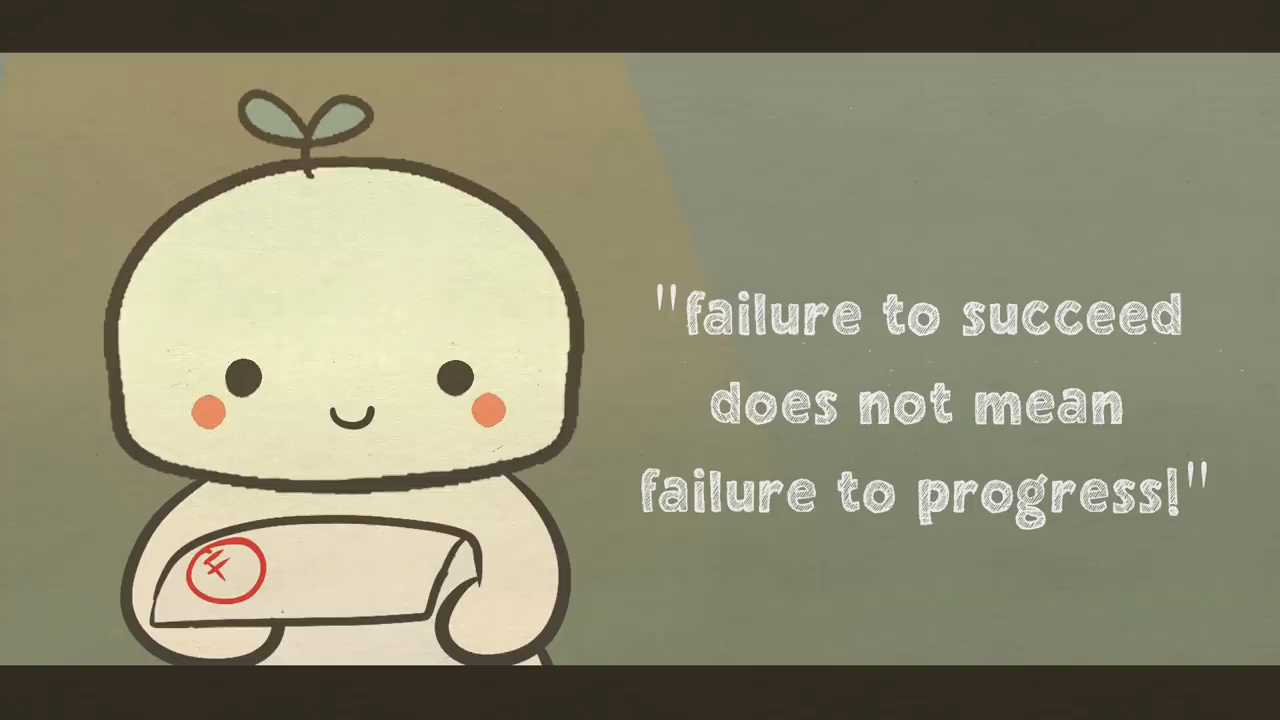 "failure to succeed
does not mean
failure to progress!"